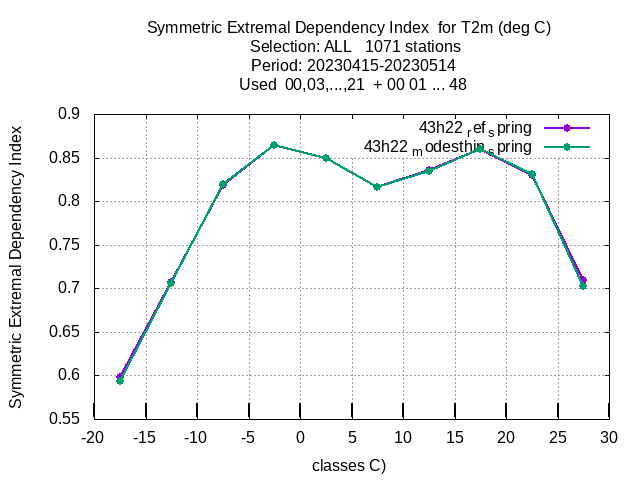 Symmetric Extremal Dependency Index  for T2m (deg C)
Selection: ALL   1071 stations
Period: 20230415-20230514
Used  00,03,...,21  + 00 01 ... 48
0.9
0.85
0.8
0.75
0.7
0.65
0.6
0.55
Symmetric Extremal Dependency Index
43h22_ref_spring
43h22_modesthip_spring
-20 -15 -10 -5 0 5 10 15 20 25 30
classes C)